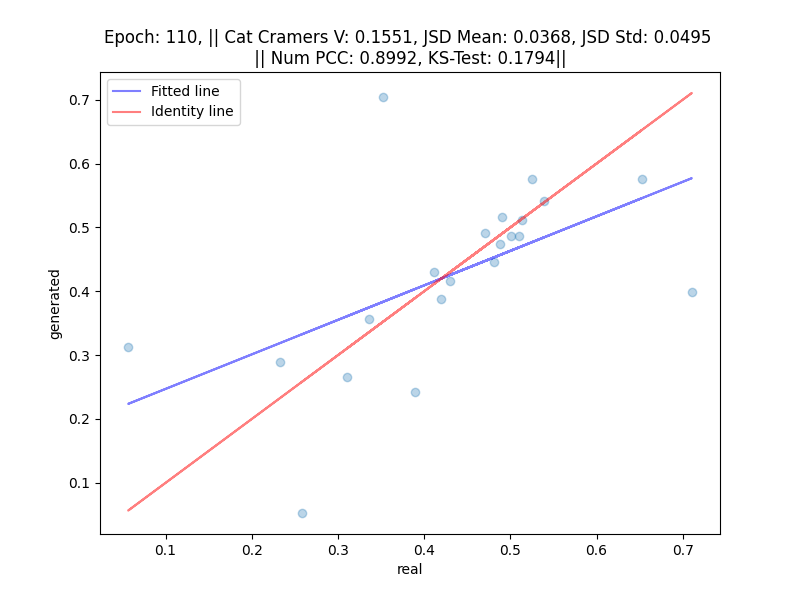 Epoch: 110, || Cat Cramers V: 0.1551, JSD Mean: 0.0368, JSD Std: 0.0495
|| Num PCC: 0.8992, KS-Test: 0.1794||
Fitted line
Identity line
0.7
0.6
0.5
0.4
0.3
0.2
0.1
generated
0.1 0.2 0.3 0.4 0.5 0.6 0.7
real